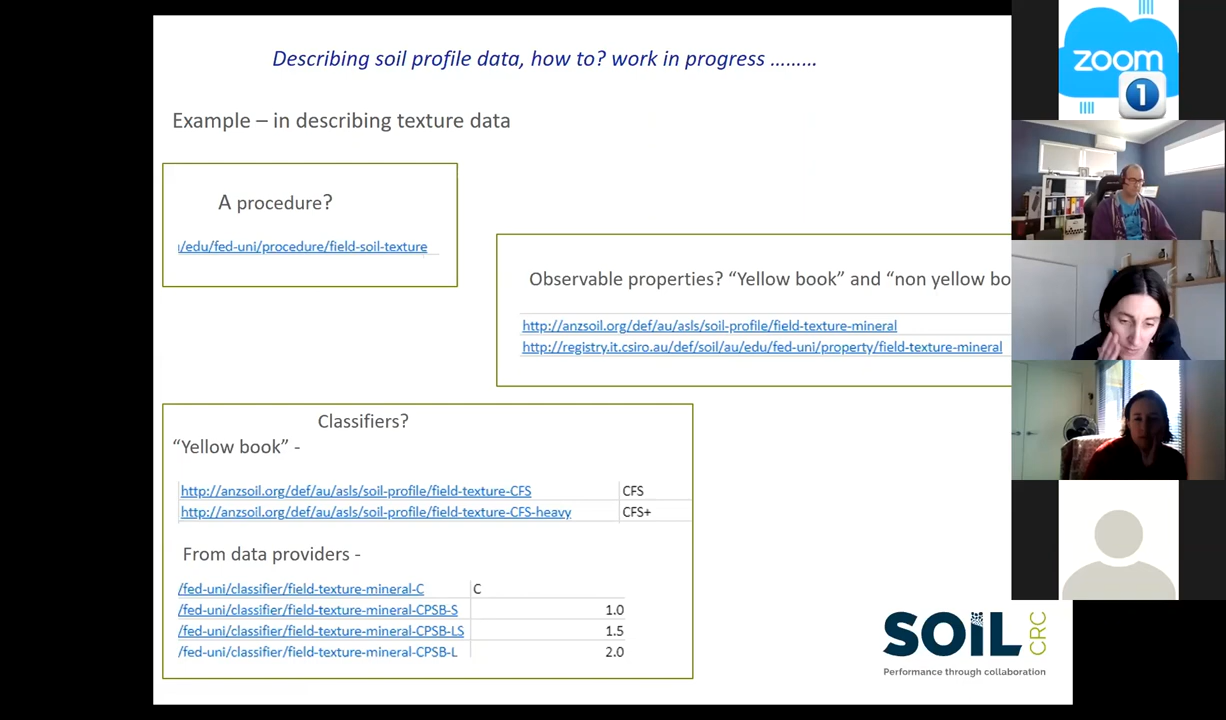 Describing soil profile data, how to? work in progress ………
Example – in describing texture data
A procedure?
/edu/fed-uni/procedure/field-soil-texture
Observable properties? “Yellow book” and “non yellow bo
http://anzsoil.org/def/au/asls/soil-profile/field-texture-mineral
http://registry.it.csiro.au/def/soil/au/edu/fed-uni/property/field-texture-mineral
Classifiers?
“Yellow book” -
http://anzsoil.org/def/au/asls/soil-profile/field-texture-CFS CFS
http://anzsoil.org/def/au/asls/soil-profile/field-texture-CFS-heavy CFS+
From data providers -
/fed-uni/classifier/field-texture-mineral-C C
/fed-uni/classifier/field-texture-mineral-CPSB-S 1.0
/fed-uni/classifier/field-texture-mineral-CPSB-LS 1.5
/fed-uni/classifier/field-texture-mineral-CPSB-L 2.0
SOiL CRC
Performance through collaboration
zoom
1